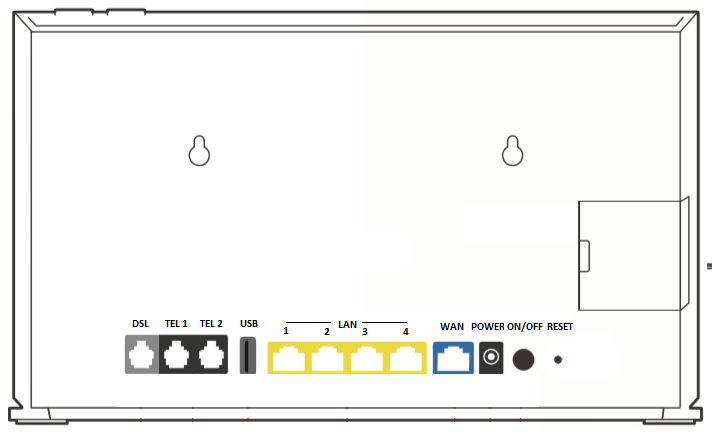 DSL TEL 1 TEL 2 USB LAN WAN POWER ON/OFF RESET
1 2 3 4